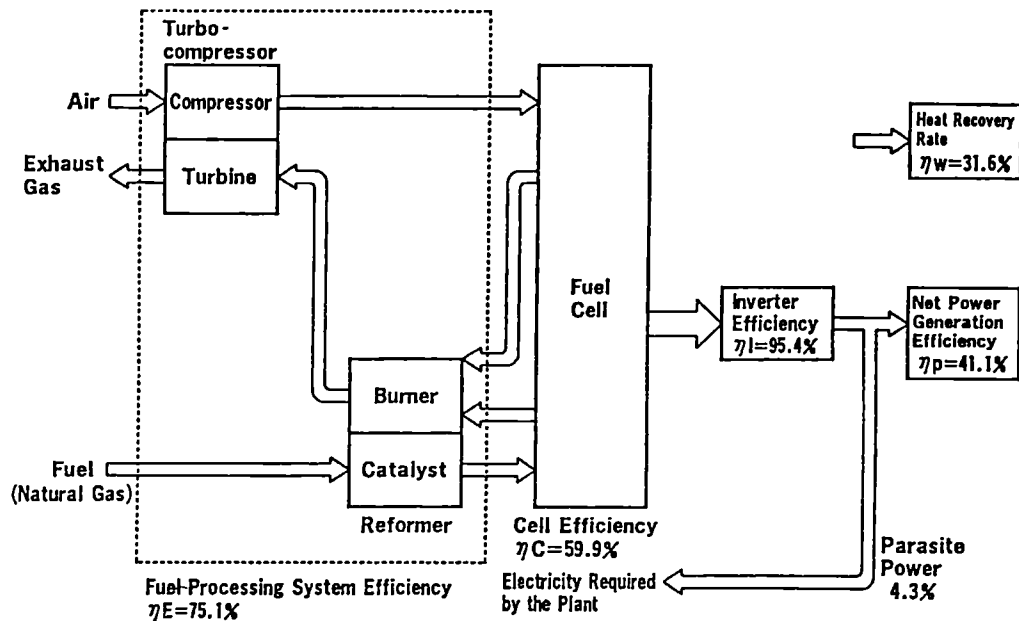 Turbo-
compressor
Air
Compressor
Exhaust
Gas
Turbine
Heat Recovery
Rate
ηw=31.6%
Fuel
Cell
Inverter
Efficiency
ηI=95.4%
Net Power
Generation
Efficiency
ηp=41.1%
Burner
Fuel
(Natural Gas)
Catalyst
Reformer
Cell Efficiency
ηC=59.9%
Parasite
Power
4.3%
Electricity Required
by the Plant
Fuel-Processing System Efficiency
ηE=75.1%